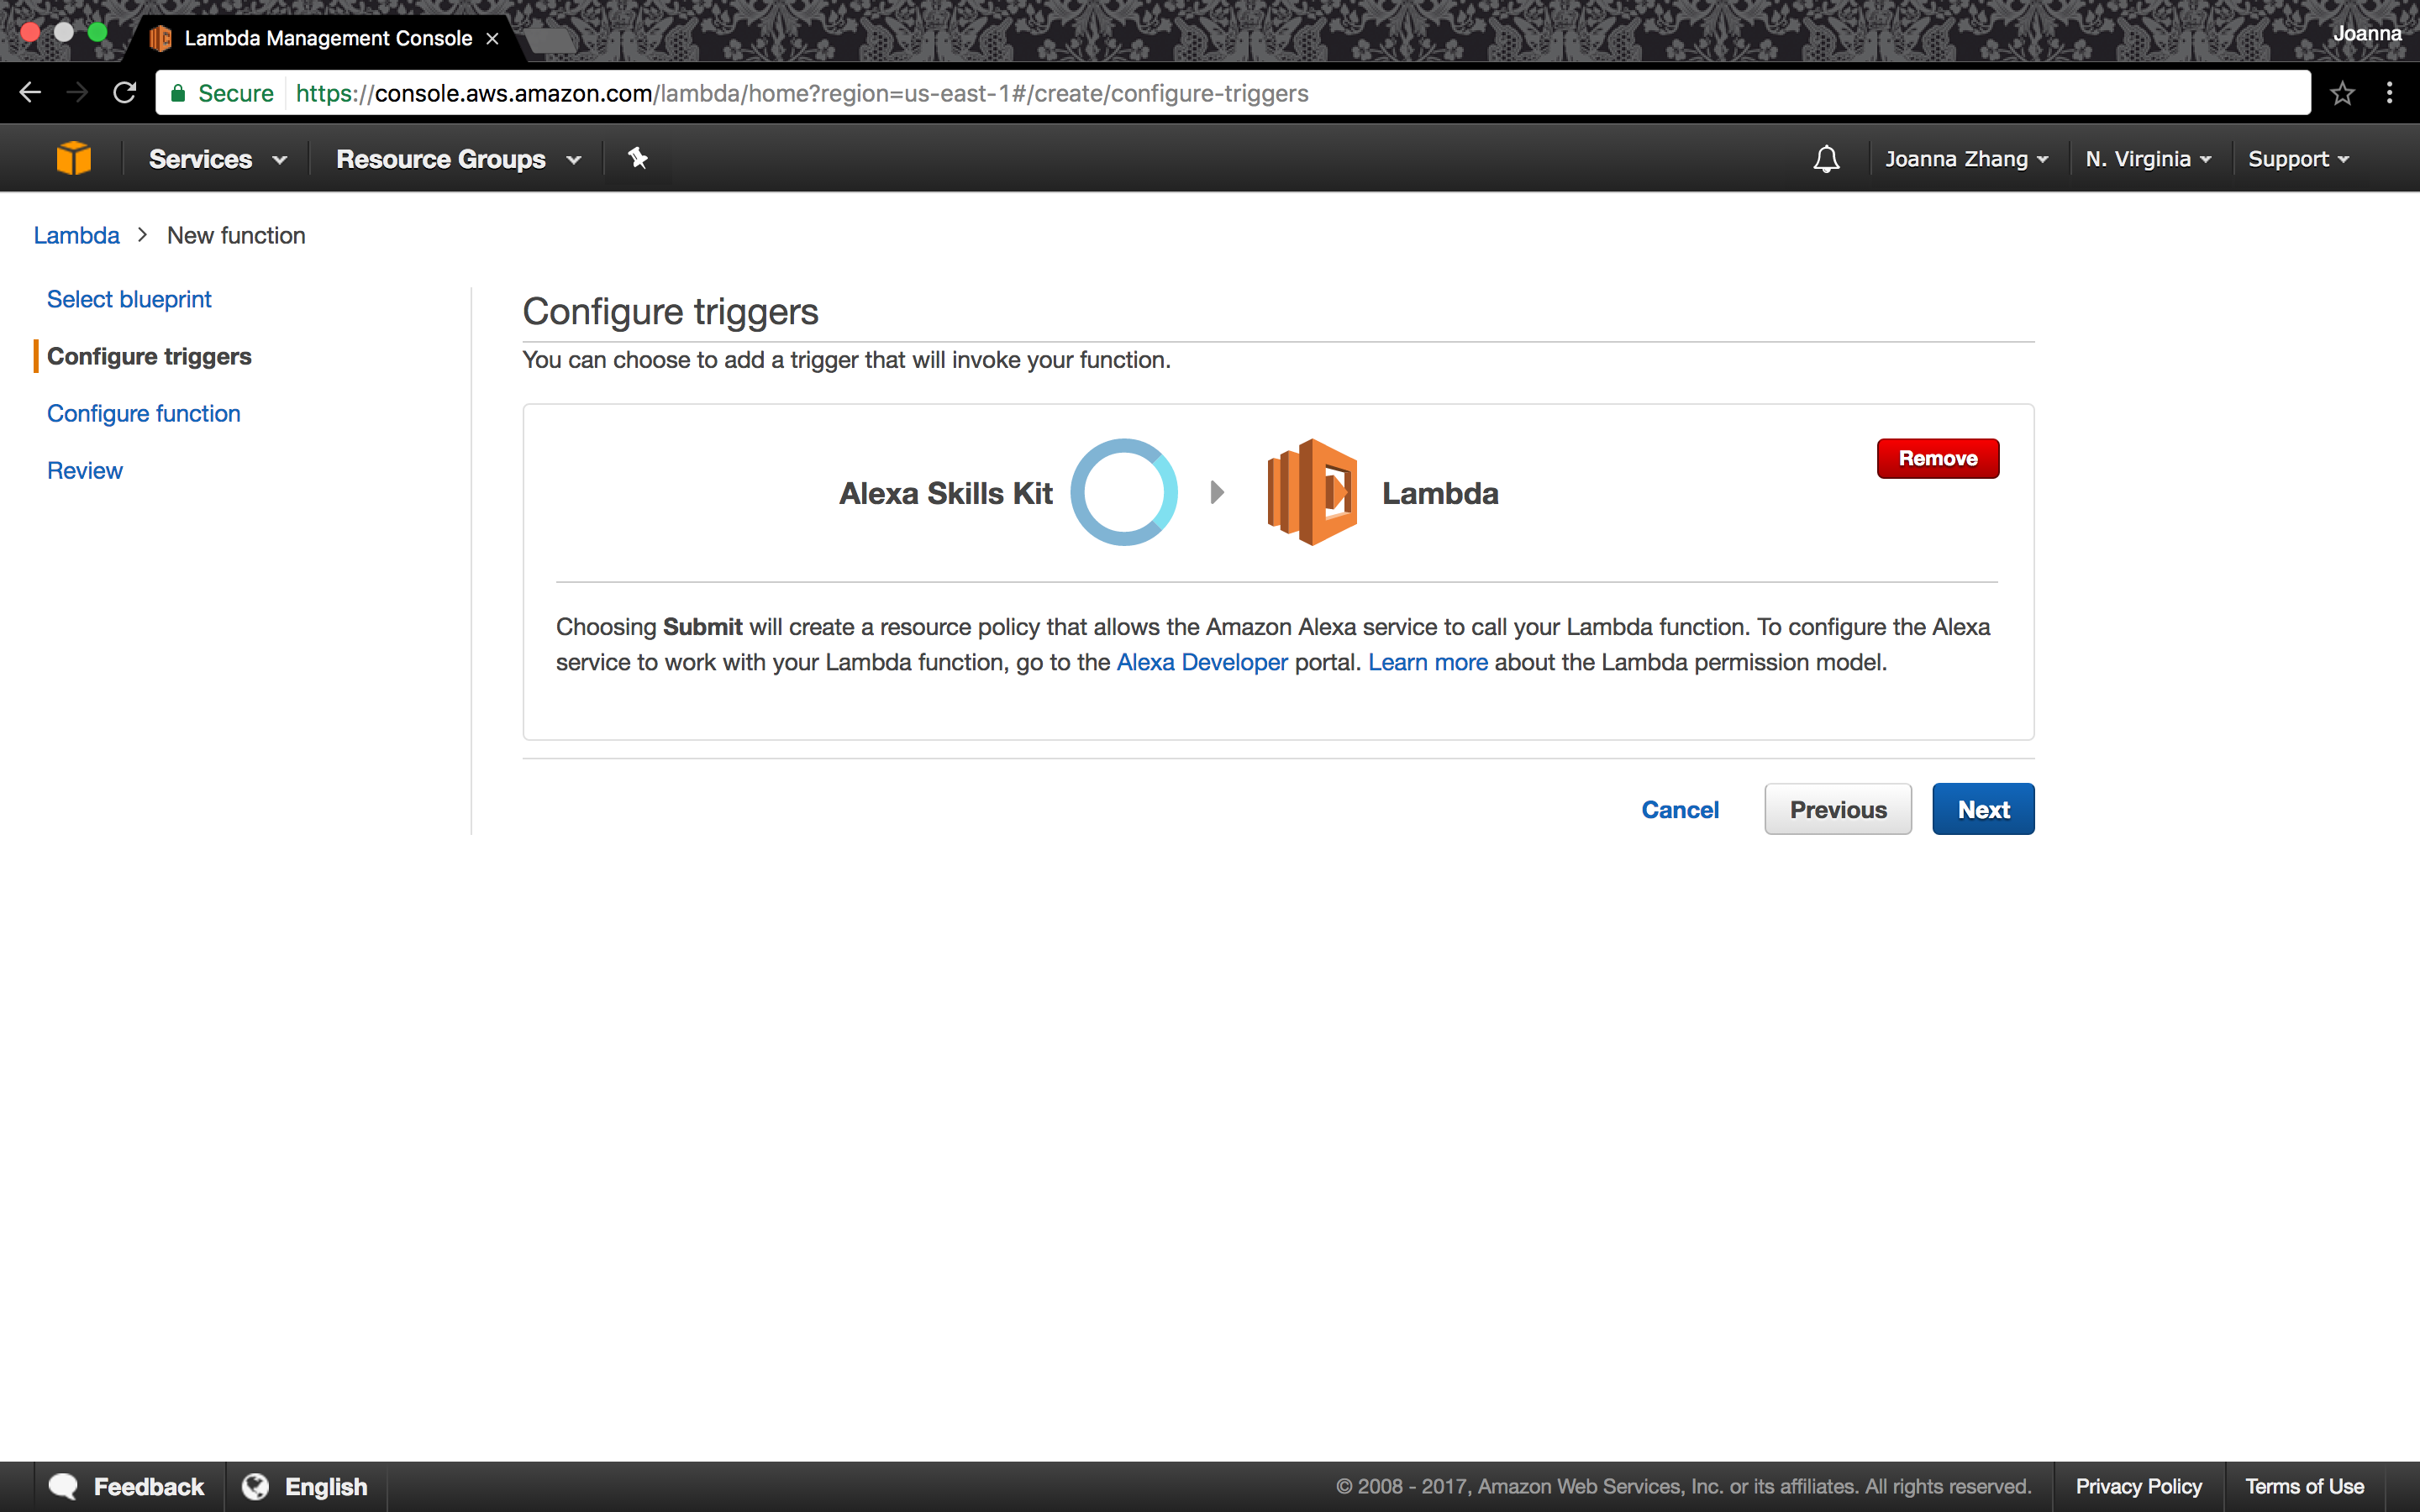 Lambda Management Console
Joanna
Secure https://console.aws.amazon.com/lambda/home?region=us-east-1#/create/configure-triggers
Services Resource Groups Joanna Zhang N. Virginia Support
Lambda > New function
Select blueprint
Configure triggers
Configure function
Review
Configure triggers
You can choose to add a trigger that will invoke your function.
Alexa Skills Kit Lambda
Remove
Choosing Submit will create a resource policy that allows the Amazon Alexa service to call your Lambda function. To configure the Alexa
service to work with your Lambda function, go to the Alexa Developer portal. Learn more about the Lambda permission model.
Cancel Previous Next
Feedback English © 2008 - 2017, Amazon Web Services, Inc. or its affiliates. All rights reserved. Privacy Policy Terms of Use